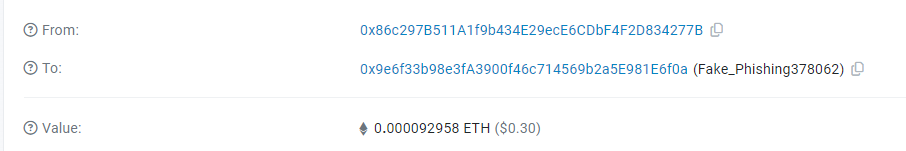 From: 0x86c297B511A1f9b434E29ecE6CDbF4F2D834277B
To: 0x9e6f33b98e3fA3900f46c714569b2a5E981E6f0a (Fake_Phishing378062)
Value: 0.000092958 ETH ($0.30)